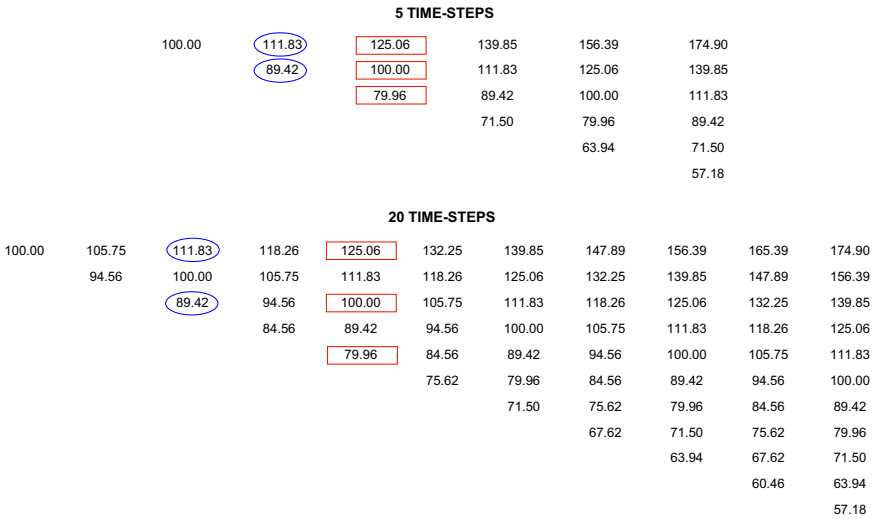 5 TIME-STEPS
100.00 111.83 125.06 139.85 156.39 174.90
89.42 100.00 111.83 125.06 139.85
79.96 89.42 100.00 111.83
71.50 79.96 89.42
63.94 71.50
57.18
20 TIME-STEPS
100.00 105.75 111.83 118.26 125.06 132.25 139.85 147.89 156.39 165.39 174.90
94.56 100.00 105.75 111.83 118.26 125.06 132.25 139.85 147.89 156.39
89.42 94.56 100.00 105.75 111.83 118.26 125.06 132.25 139.85
84.56 89.42 94.56 100.00 105.75 111.83 118.26 125.06
79.96 84.56 89.42 94.56 100.00 105.75 111.83
75.62 79.96 84.56 89.42 94.56 100.00
71.50 75.62 79.96 84.56 89.42
67.62 71.50 75.62 79.96
63.94 67.62 71.50
60.46 63.94
57.18